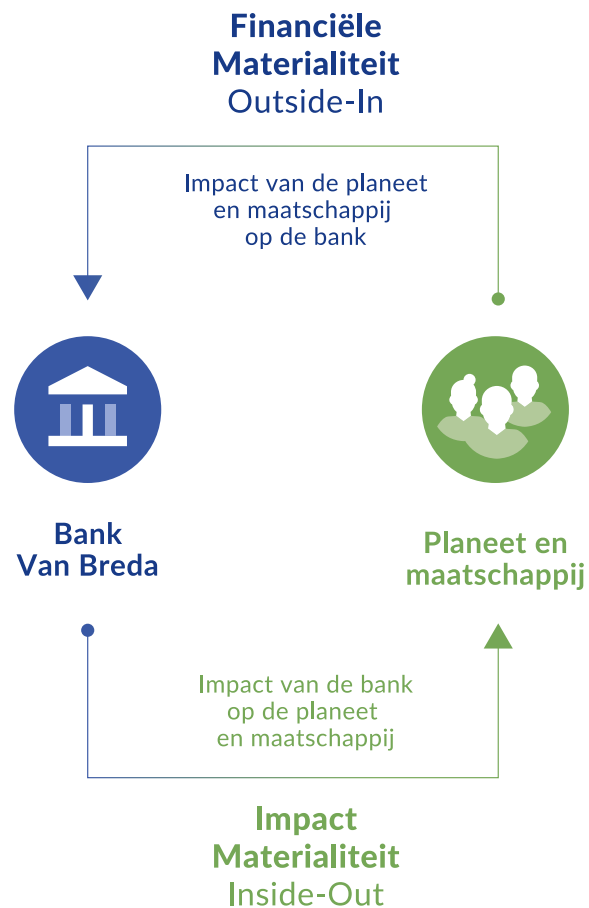 Financiële
Materialiteit
Outside-In
Impact van de planeet
en maatschappij
op de bank
Bank
Van Breda
Planeet en
maatschappij
Impact van de bank
op de planeet
en maatschappij
Impact
Materialiteit
Inside-Out